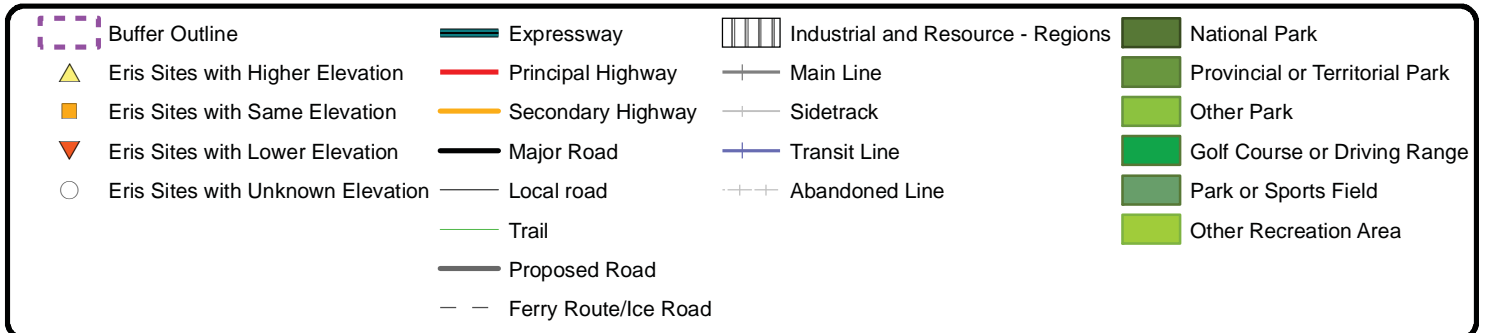 Buffer Outline
Eris Sites with Higher Elevation
Eris Sites with Same Elevation
Eris Sites with Lower Elevation
Eris Sites with Unknown Elevation
Expressway
Principal Highway
Secondary Highway
Major Road
Local road
Trail
Proposed Road
Ferry Route/Ice Road
Industrial and Resource - Regions
Main Line
Sidetrack
Transit Line
Abandoned Line
National Park
Provincial or Territorial Park
Other Park
Golf Course or Driving Range
Park or Sports Field
Other Recreation Area